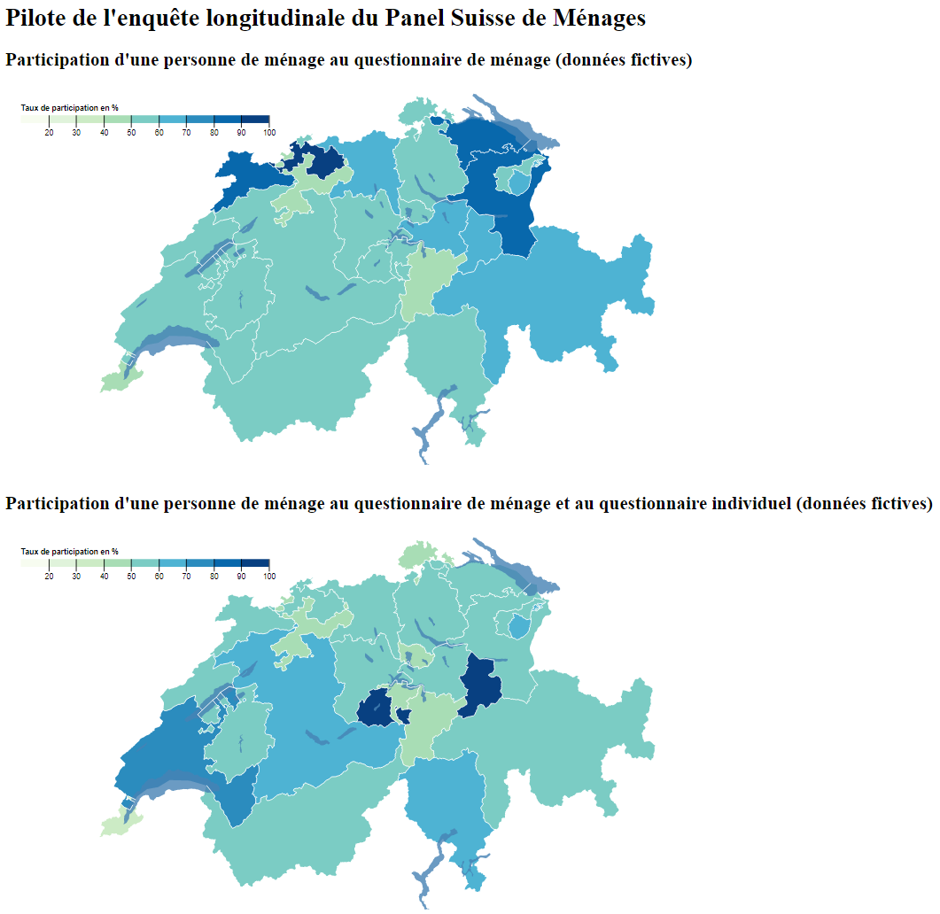 Pilote de l'enquête longitudinale du Panel Suisse de Ménages
Participation d'une personne de ménage au questionnaire de ménage (données fictives)
Taux de participation en %
20 30 40 50 60 70 80 90 100
Participation d'une personne de ménage au questionnaire de ménage et au questionnaire individuel (données fictives)
Taux de participation en %
20 30 40 50 60 70 80 90 100